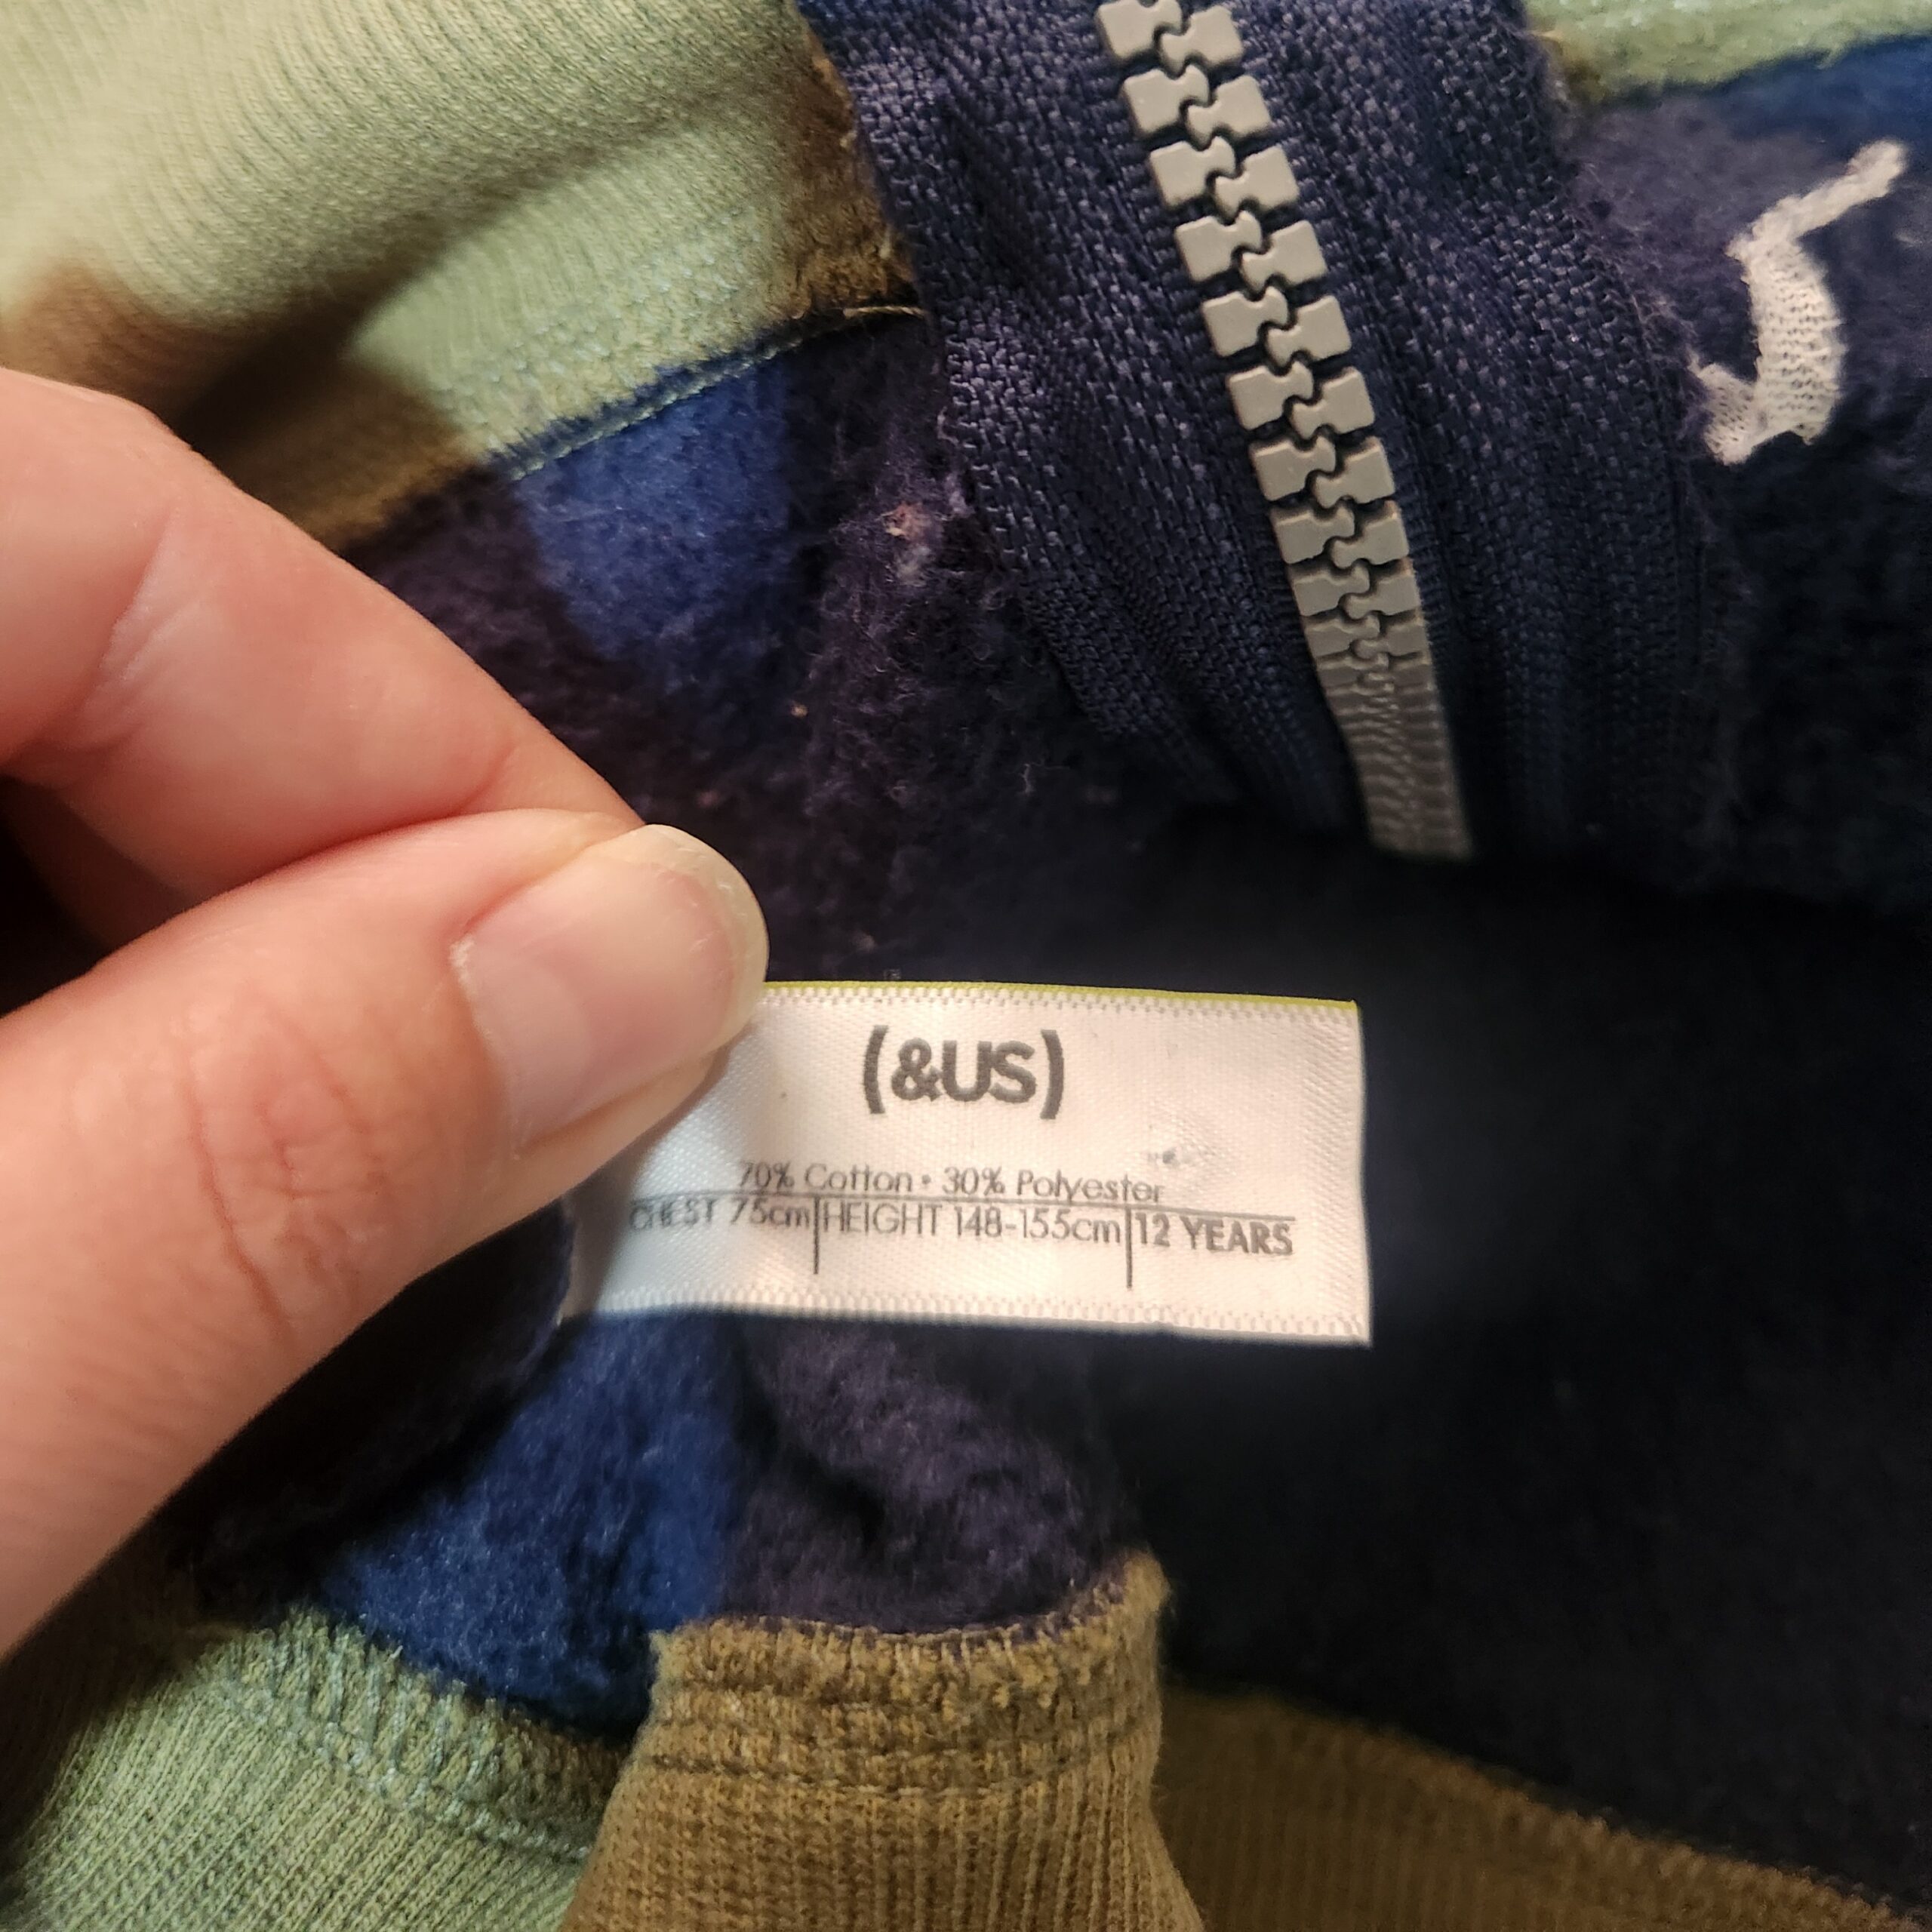 (&US)
70% Cotton • 30% Polyester
CHEST 75cm HEIGHT 148-155cm 12 YEARS